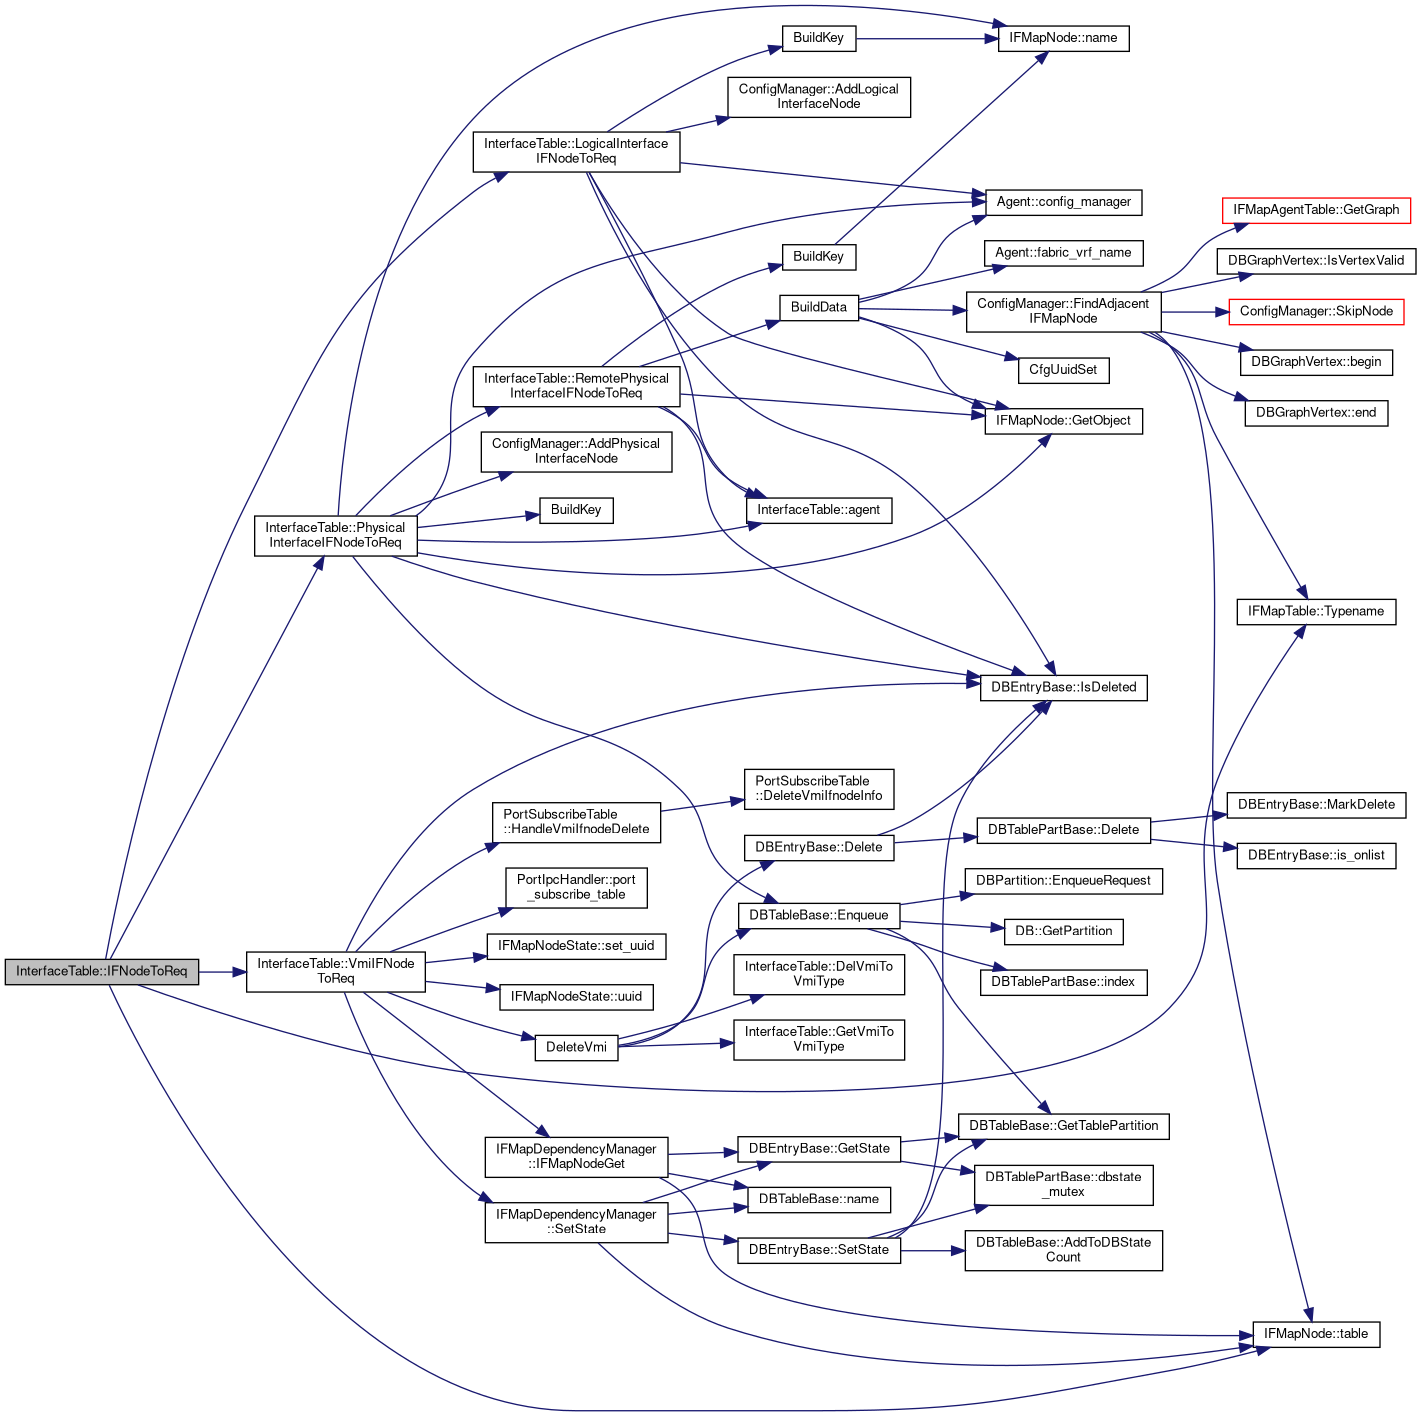 InterfaceTable::IFNodeToReq
InterfaceTable::LogicalInterface
IFNodeToReq
InterfaceTable::Physical
InterfaceIFNodeToReq
InterfaceTable::VmiIFNode
ToReq
InterfaceTable::RemotePhysical
InterfaceIFNodeToReq
ConfigManager::AddPhysical
InterfaceNode
BuildKey
PortSubscribeTable
::HandleVmiIfnodeDelete
PortIpcHandler::port
_subscribe_table
IFMapNodeState::set_uuid
IFMapNodeState::uuid
DeleteVmi
IFMapDependencyManager
::IFMapNodeGet
IFMapDependencyManager
::SetState
BuildKey
ConfigManager::AddLogical
InterfaceNode
BuildKey
BuildData
InterfaceTable::agent
PortSubscribeTable
::DeleteVmiIfnodeInfo
DBEntryBase::Delete
DBTableBase::Enqueue
InterfaceTable::DelVmiTo
VmiType
InterfaceTable::GetVmiTo
VmiType
DBEntryBase::GetState
DBTableBase::name
DBEntryBase::SetState
IFMapNode::name
Agent::config_manager
Agent::fabric_vrf_name
ConfigManager::FindAdjacent
IFMapNode
CfgUuidSet
IFMapNode::GetObject
DBEntryBase::IsDeleted
DBTablePartBase::Delete
DBPartition::EnqueueRequest
DB::GetPartition
DBTablePartBase::index
DBTableBase::GetTablePartition
DBTablePartBase::dbstate
_mutex
DBTableBase::AddToDBState
Count
IFMapAgentTable::GetGraph
DBGraphVertex::IsVertexValid
ConfigManager::SkipNode
DBGraphVertex::begin
DBGraphVertex::end
IFMapTable::Typename
DBEntryBase::MarkDelete
DBEntryBase::is_onlist
IFMapNode::table